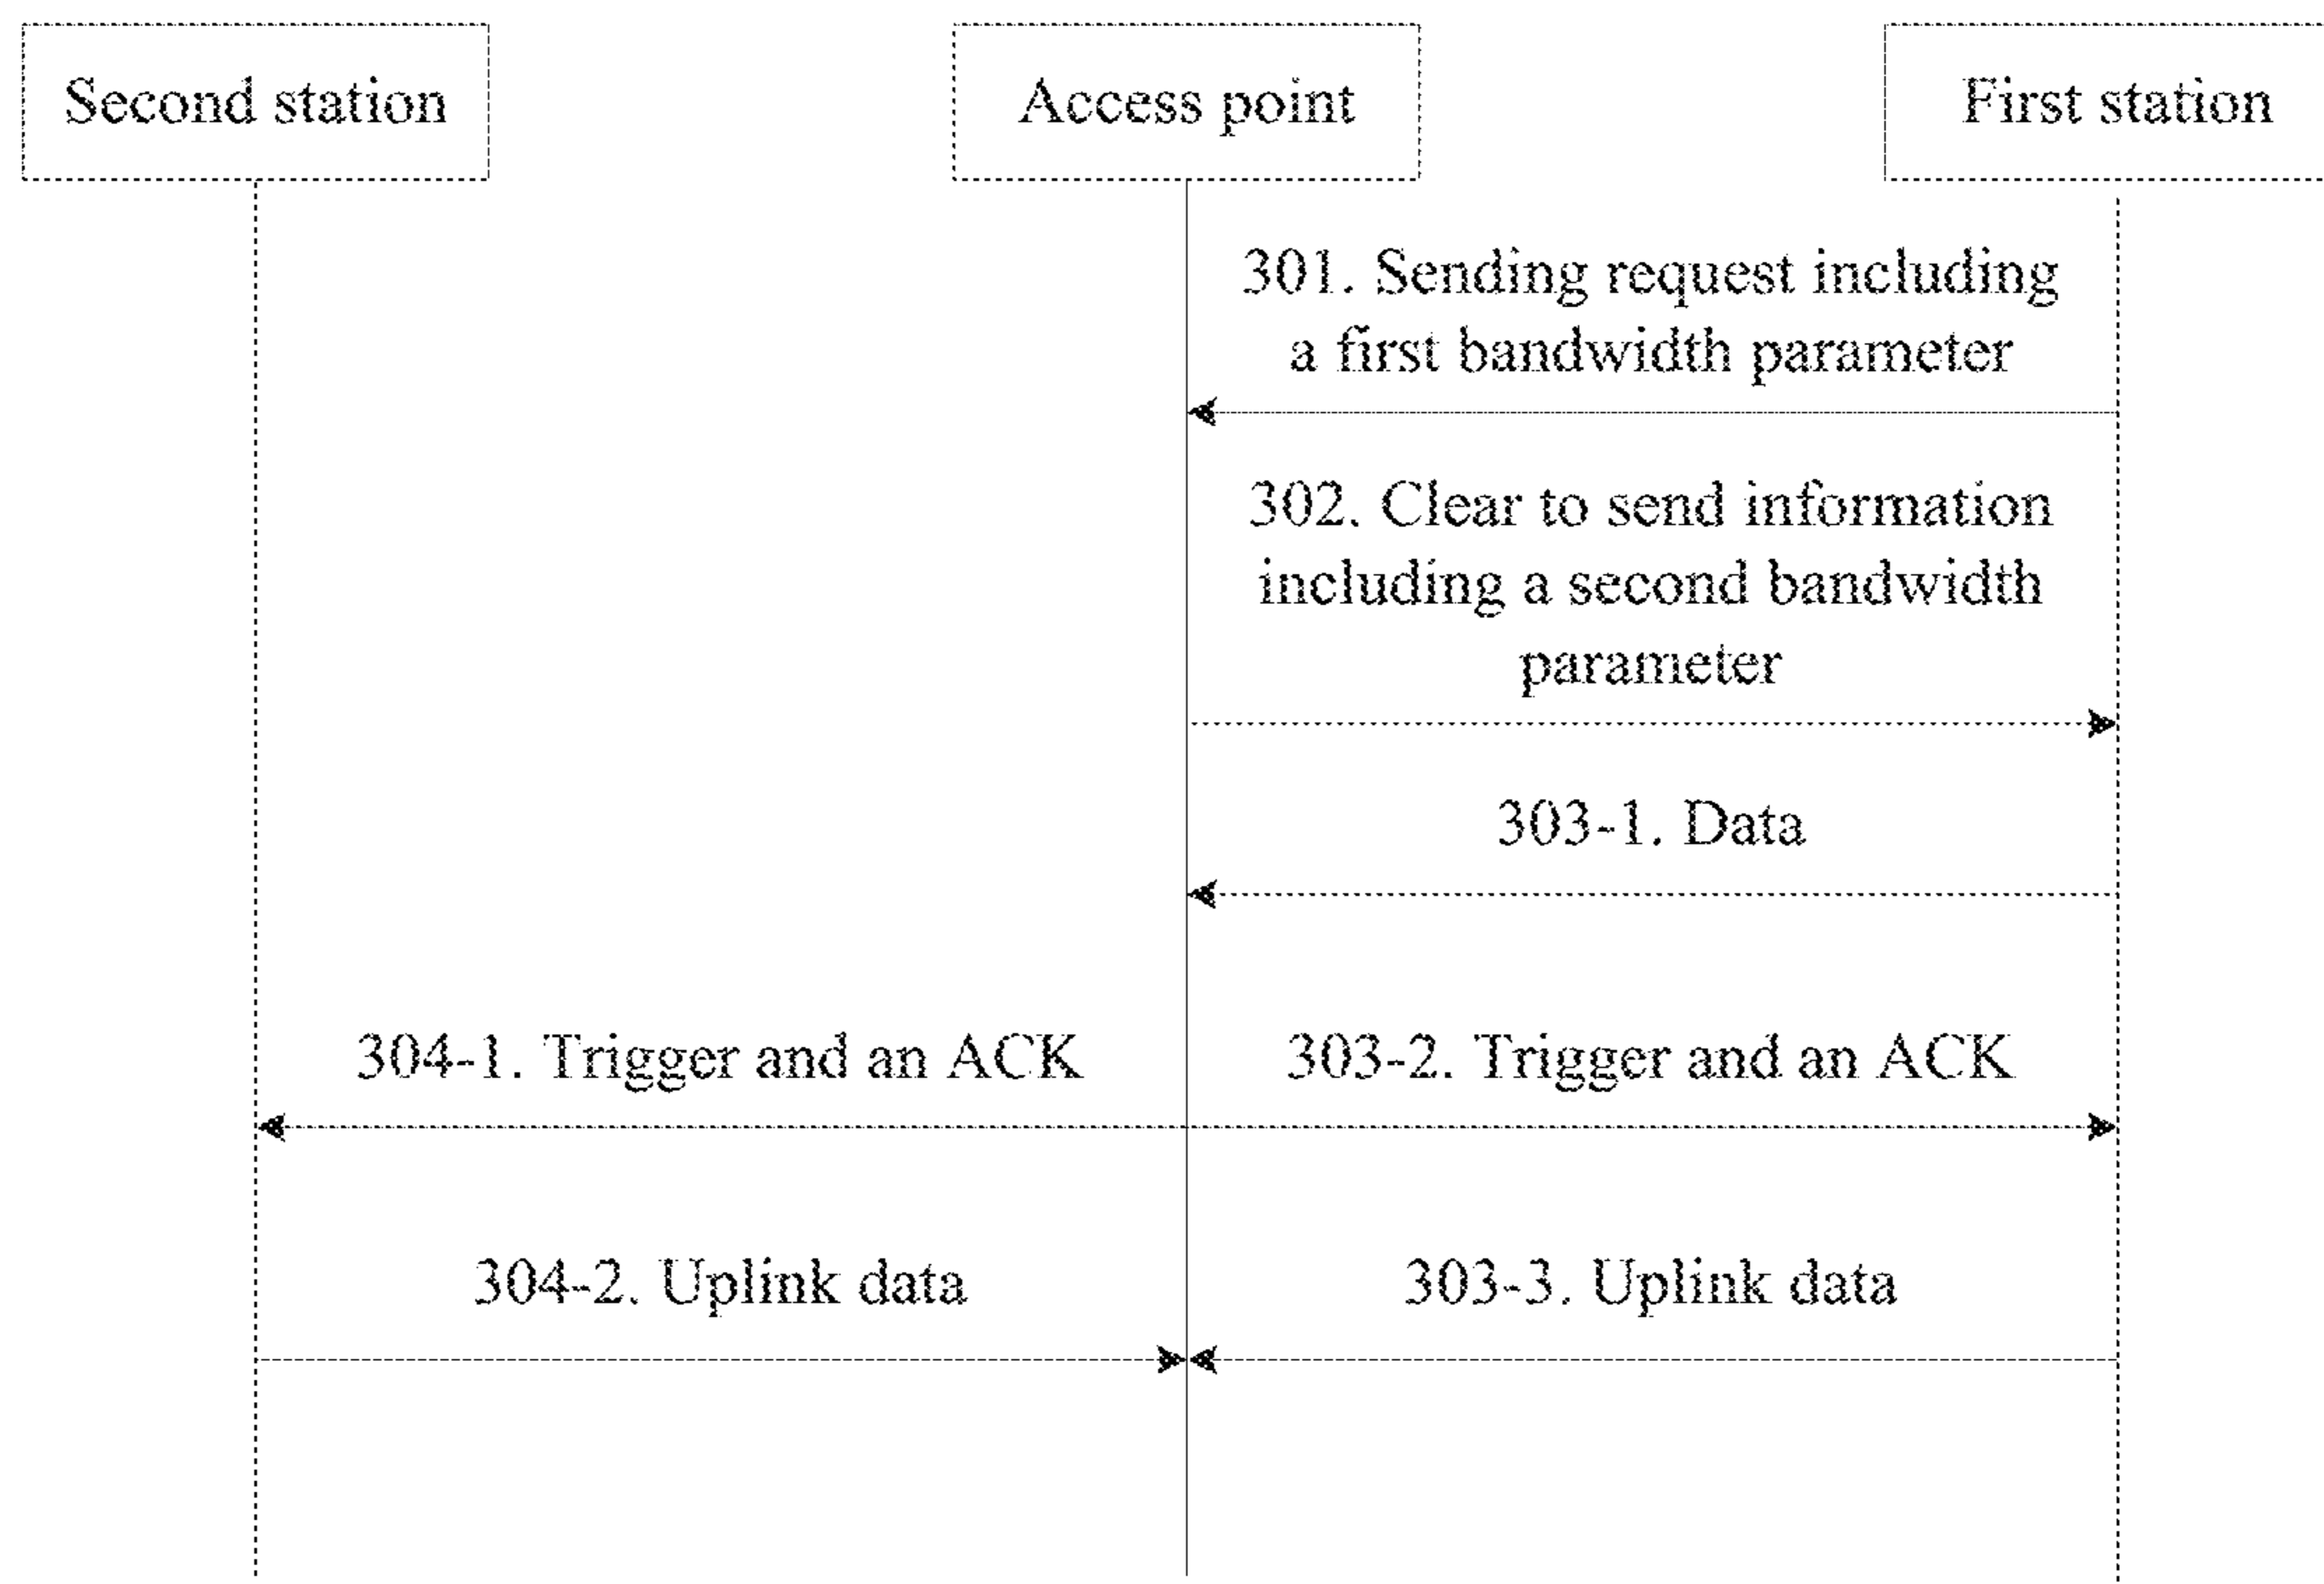 Second station
Access point
First station
301. Sending request including
a first bandwidth parameter
302. Clear to send information
including a second bandwidth
parameter
303-1. Data
304-1. Trigger and an ACK
303-2. Trigger and an ACK
304-2. Uplink data
303-3. Uplink data